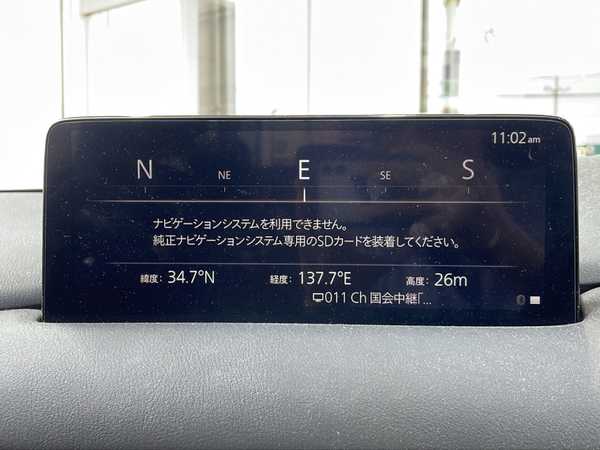 11:02am
N NE E SE S
ナビゲーションシステムを利用できません。
純正ナビゲーションシステム専用のSDカードを装着してください。
緯度: 34.7°N 経度: 137.7°E 高度: 26m
011 Ch 国会中継「...